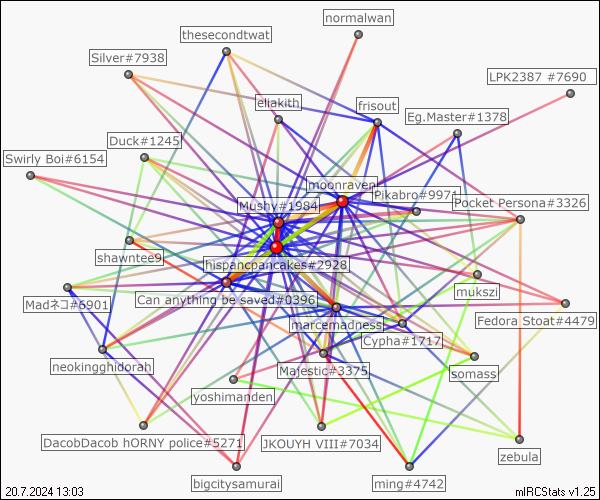 normalwan
thesecondtwat
Silver#7938
LPK2387 #7690
eliakith
frisout
Eg.Master#1378
Duck#1245
Swirly Boi#6154
moonraven
Pikabro#9971
Mushy#1984
Pocket Persona#3326
shawntee9
hispancpancakes#2928
mukszi
Madネコ#6901
Can anything be saved#0396
marcemadness
Fedora Stoat#4479
Cypha#1717
neokingghidorah
Majestic#3375
somass
yoshimanden
DacobDacob hORNY police#5271
JKOUYH VIII#7034
zebula
bigcitysamurai
ming#4742
20.7.2024 13:03
mIRCStats v1.25